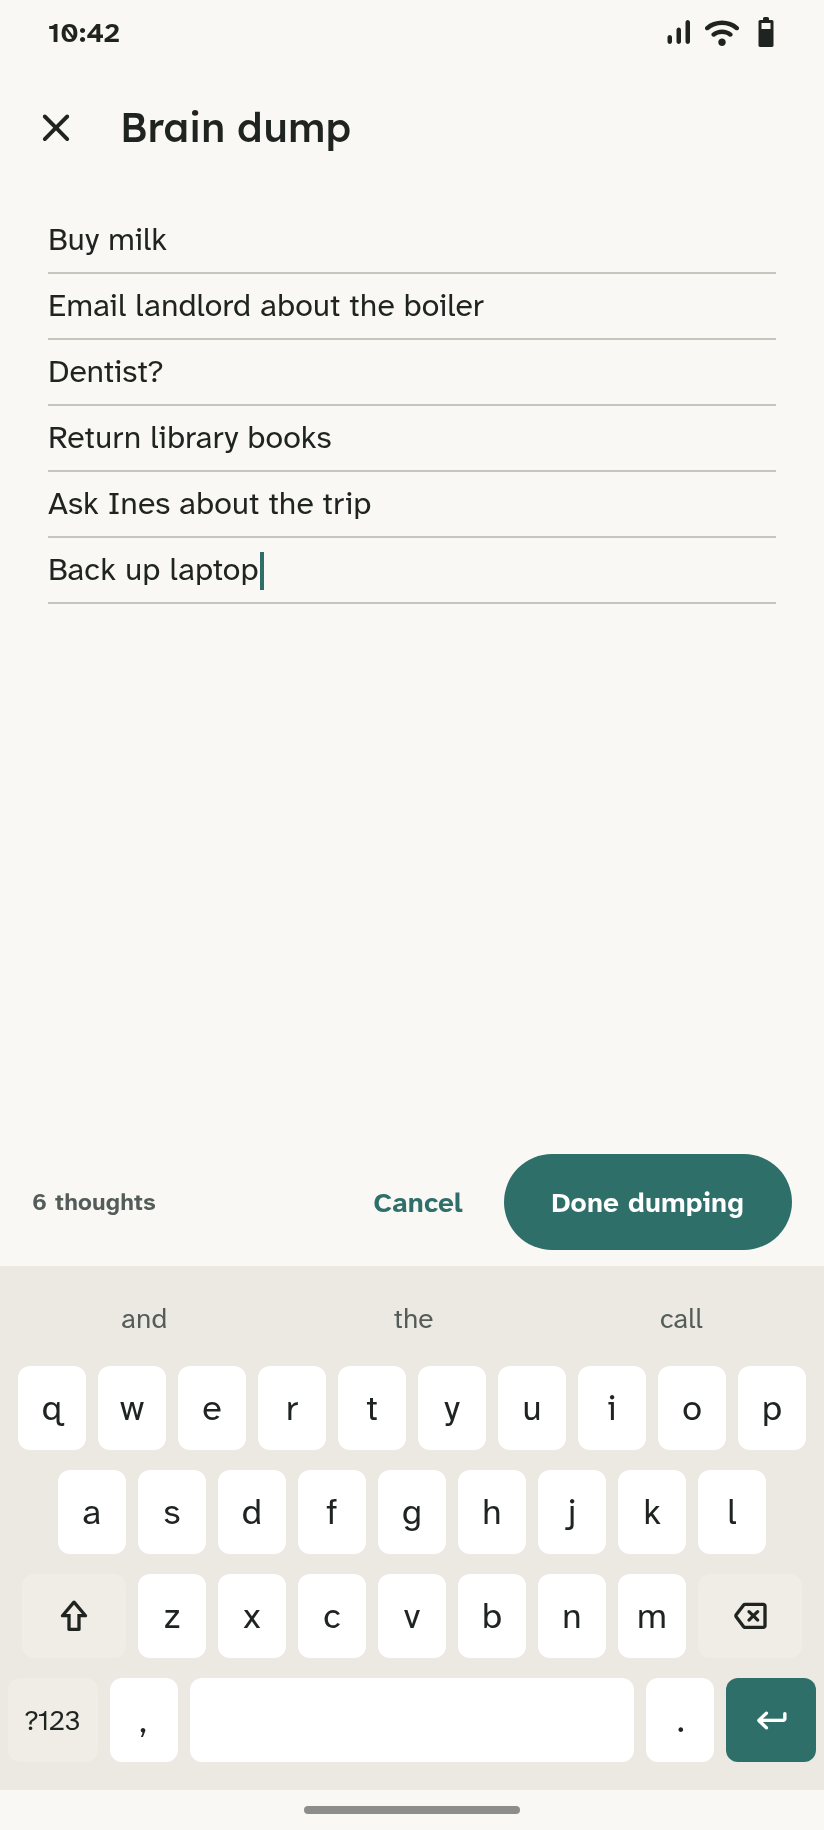 10:42
Brain dump
Buy milk
Email landlord about the boiler
Dentist?
Return library books
Ask Ines about the trip
Back up laptop
6 thoughts Cancel Done dumping
and the call
q w e r t y u i o p
a s d f g h j k l
z x c v b n m
?123 , .